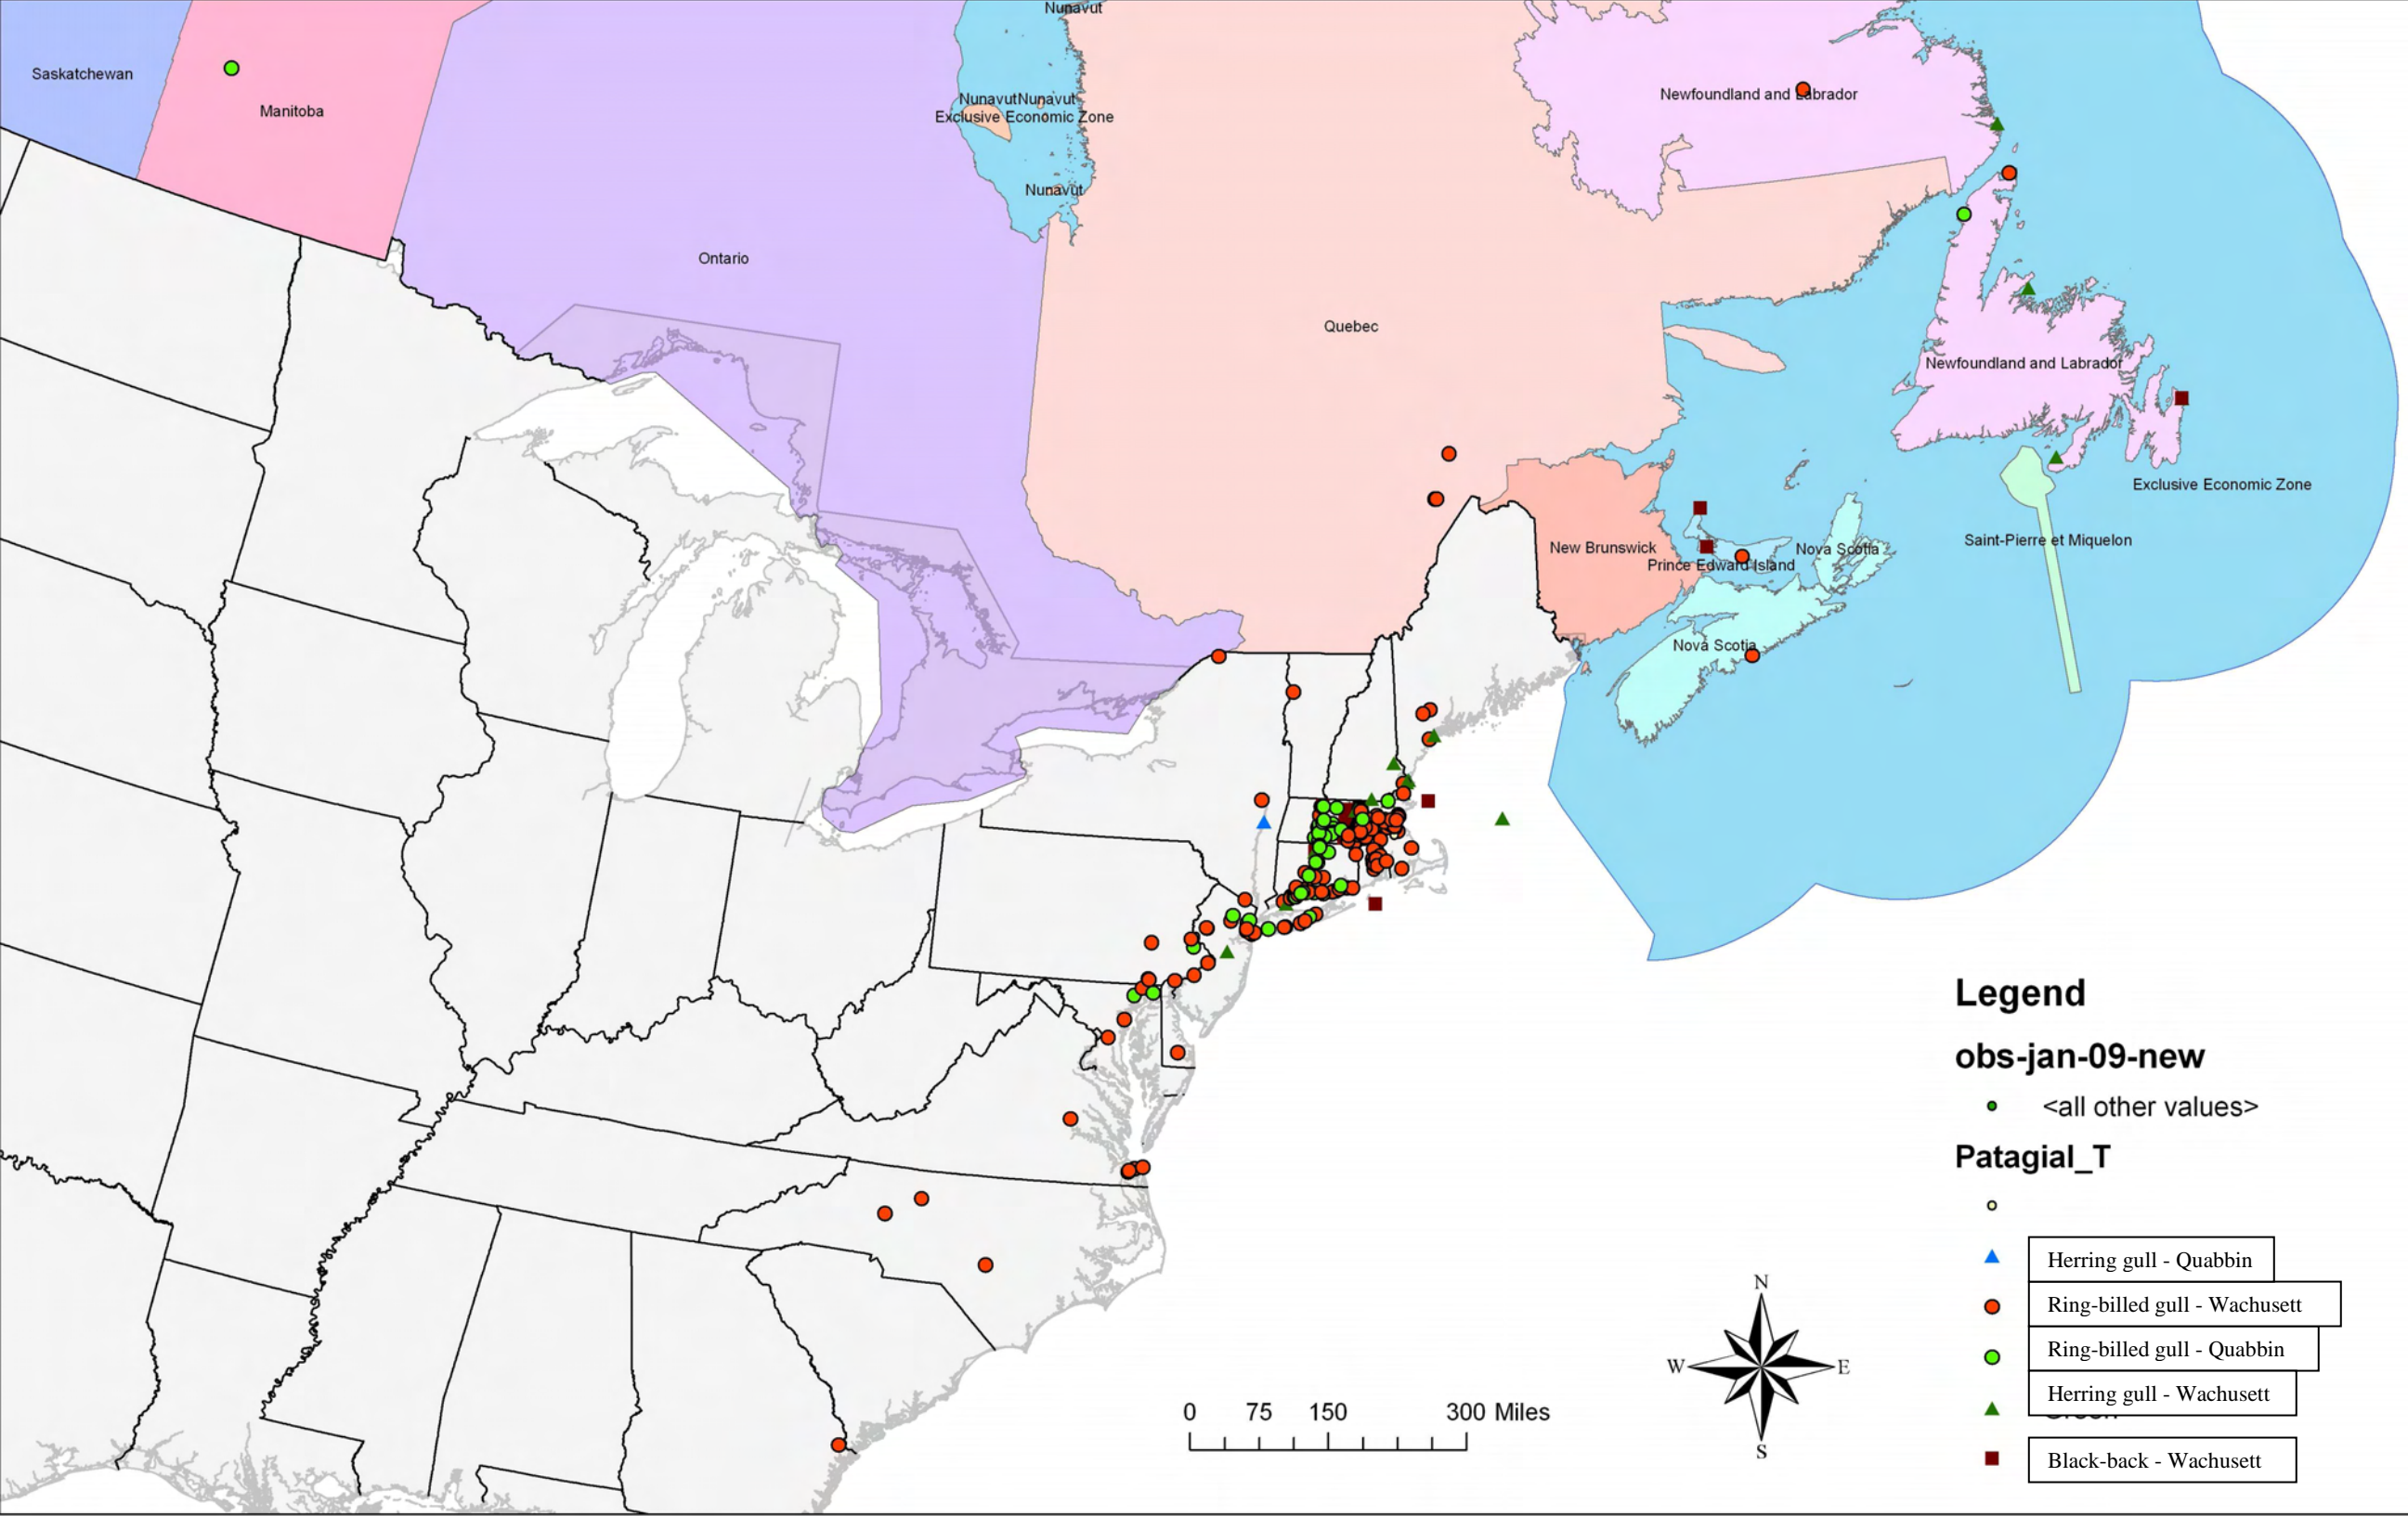 Nunavut
Saskatchewan
Manitoba
NunavutNunavut
Exclusive Economic Zone
Newfoundland and Labrador
Nunavut
Ontario
Quebec
Newfoundland and Labrador
Exclusive Economic Zone
Saint-Pierre et Miquelon
New Brunswick
Nova Scotia
Prince Edward Island
Nova Scotia
Legend
obs-jan-09-new
<all other values>
Patagial_T
Herring gull - Quabbin
Ring-billed gull - Wachusett
Ring-billed gull - Quabbin
Herring gull - Wachusett
Black-back - Wachusett
N
W E
S
0 75 150 300 Miles